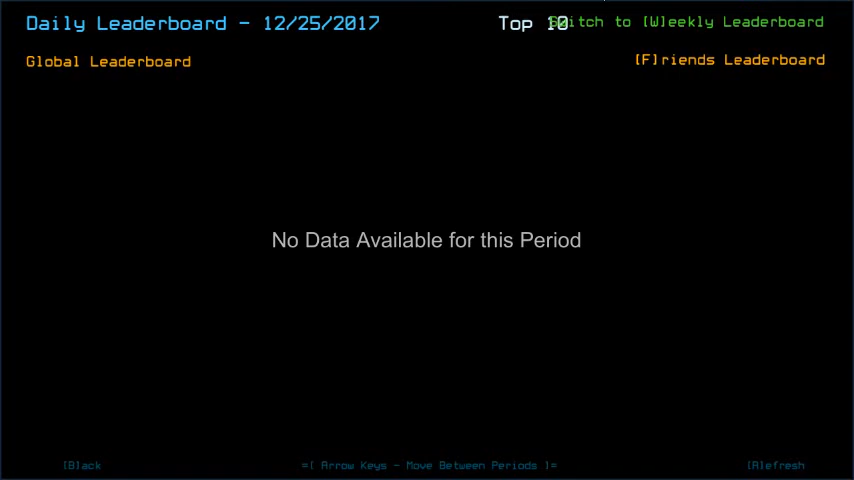 Daily Leaderboard - 12/25/2017
Top 10
Switch to [W]eekly Leaderboard
Global Leaderboard
[F]riends Leaderboard
No Data Available for this Period
[B]ack
=[ Arrow Keys - Move Between Periods ]=
[R]efresh